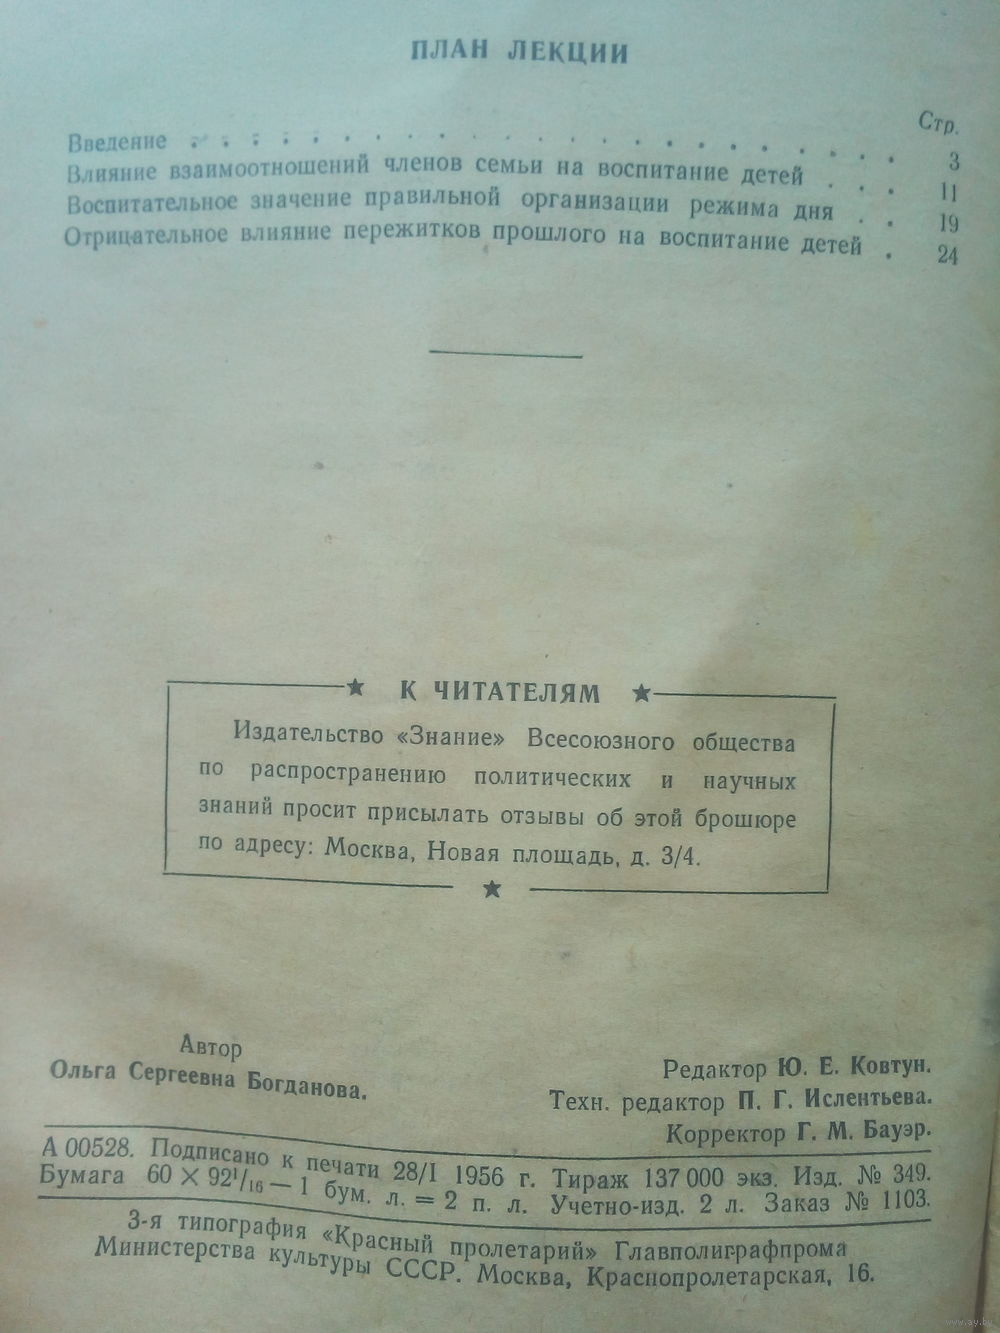 ПЛАН ЛЕКЦИИ
Стр.
Введение . . . . . . . . . . . . . . . . . . . . . . . 3
Влияние взаимоотношений членов семьи на воспитание детей . . . 11
Воспитательное значение правильной организации режима дня . . 19
Отрицательное влияние пережитков прошлого на воспитание детей . 24
★ К ЧИТАТЕЛЯМ ★
Издательство «Знание» Всесоюзного общества
по распространению политических и научных
знаний просит присылать отзывы об этой брошюре
по адресу: Москва, Новая площадь, д. 3/4.
★
Автор
Ольга Сергеевна Богданова.
Редактор Ю. Е. Ковтун.
Техн. редактор П. Г. Ислентьева.
Корректор Г. М. Бауэр.
А 00528. Подписано к печати 28/I 1956 г. Тираж 137 000 экз. Изд. № 349.
Бумага 60 × 92¹/₁₆ — 1 бум. л. = 2 п. л. Учетно-изд. 2 л. Заказ № 1103.
3-я типография «Красный пролетарий» Главполиграфпрома
Министерства культуры СССР. Москва, Краснопролетарская, 16.
www.ay.by